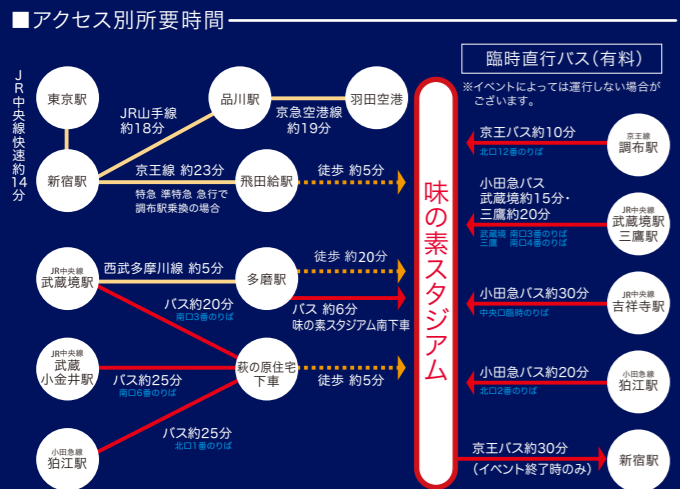 ■アクセス別所要時間
JR中央線快速約14分
東京駅
品川駅
羽田空港
JR山手線
約18分
京急空港線
約19分
新宿駅
京王線 約23分
特急 準特急 急行で
調布駅乗換の場合
飛田給駅
徒歩 約5分
JR中央線
武蔵境駅
西武多摩川線 約5分
多磨駅
徒歩 約20分
バス 約6分
味の素スタジアム南下車
バス約20分
南口3番のりば
JR中央線
武蔵
小金井駅
バス約25分
南口6番のりば
萩の原住宅
下車
徒歩 約5分
小田急線
狛江駅
バス約25分
北口1番のりば
味の素スタジアム
臨時直行バス(有料)
※イベントによっては運行しない場合が
ございます。
京王バス約10分
北口12番のりば
京王線
調布駅
小田急バス
武蔵境約15分・
三鷹約20分
武蔵境 南口3番のりば
三鷹 南口4番のりば
JR中央線
武蔵境駅
三鷹駅
小田急バス約30分
中央口臨時のりば
JR中央線
吉祥寺駅
小田急バス約20分
北口2番のりば
小田急線
狛江駅
京王バス約30分
(イベント終了時のみ)
新宿駅